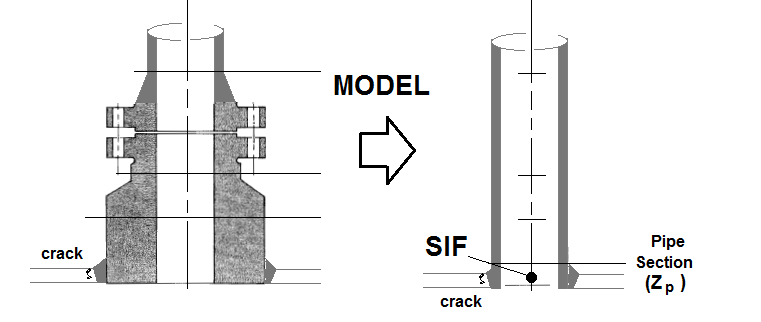 MODEL
crack
SIF
crack
Pipe
Section
(Zp)